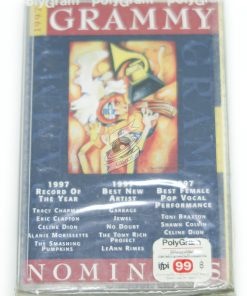 PolyGram PolyGram PolyGram
1997
GRAMMY
1997
RECORD OF
THE YEAR
TRACY CHAPMAN
ERIC CLAPTON
CELINE DION
ALANIS MORISSETTE
THE SMASHING
PUMPKINS
1997
BEST NEW
ARTIST
GARBAGE
JEWEL
NO DOUBT
THE TONY RICH
PROJECT
LEANN RIMES
1997
BEST FEMALE
POP VOCAL
PERFORMANCE
TONI BRAXTON
SHAWN COLVIN
CELINE DION
PolyGram
ifpi 99 ฿
NOMINEES